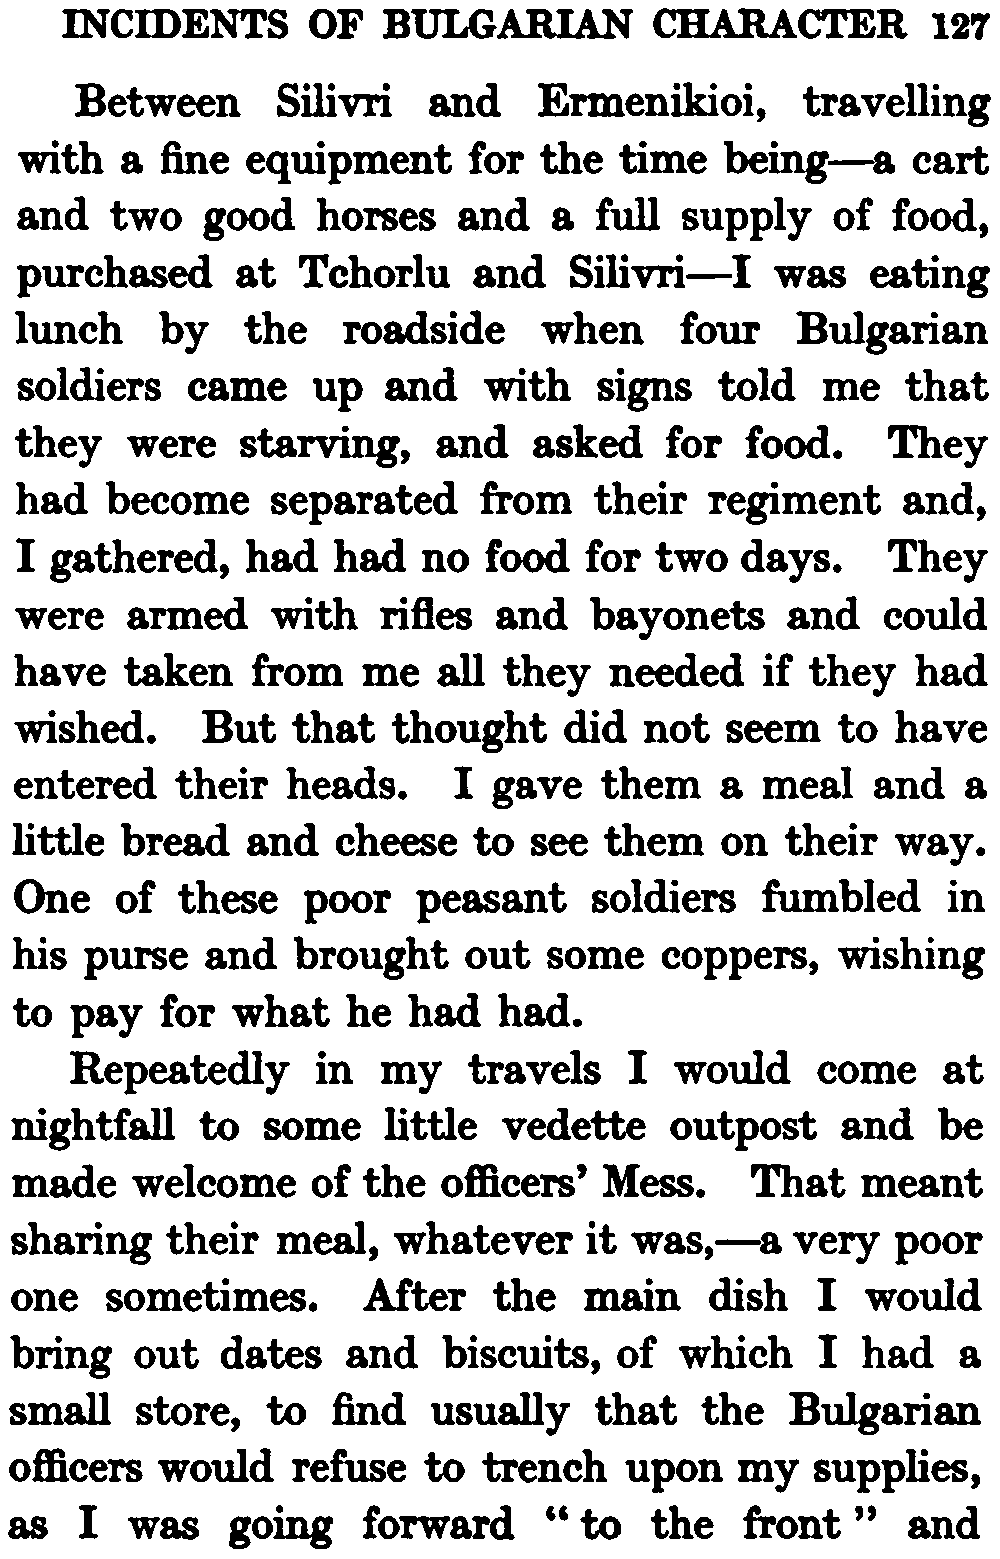 INCIDENTS OF BULGARIAN CHARACTER 127
Between Silivri and Ermenikioi, travelling
with a fine equipment for the time being—a cart
and two good horses and a full supply of food,
purchased at Tchorlu and Silivri—I was eating
lunch by the roadside when four Bulgarian
soldiers came up and with signs told me that
they were starving, and asked for food. They
had become separated from their regiment and,
I gathered, had had no food for two days. They
were armed with rifles and bayonets and could
have taken from me all they needed if they had
wished. But that thought did not seem to have
entered their heads. I gave them a meal and a
little bread and cheese to see them on their way.
One of these poor peasant soldiers fumbled in
his purse and brought out some coppers, wishing
to pay for what he had had.
Repeatedly in my travels I would come at
nightfall to some little vedette outpost and be
made welcome of the officers’ Mess. That meant
sharing their meal, whatever it was,—a very poor
one sometimes. After the main dish I would
bring out dates and biscuits, of which I had a
small store, to find usually that the Bulgarian
officers would refuse to trench upon my supplies,
as I was going forward “to the front” and